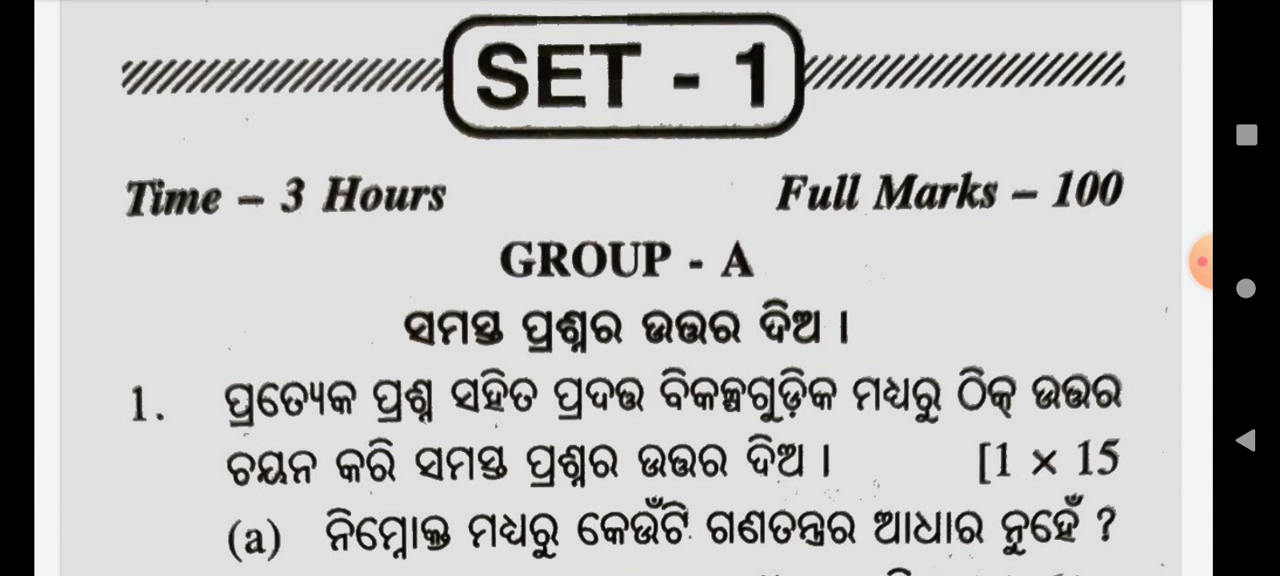 SET - 1
Time – 3 Hours Full Marks – 100
GROUP - A
ସମସ୍ତ ପ୍ରଶ୍ନର ଉତ୍ତର ଦିଅ ।
1. ପ୍ରତ୍ୟେକ ପ୍ରଶ୍ନ ସହିତ ପ୍ରଦତ୍ତ ବିକଳ୍ପଗୁଡ଼ିକ ମଧ୍ୟରୁ ଠିକ୍ ଉତ୍ତର
ଚୟନ କରି ସମସ୍ତ ପ୍ରଶ୍ନର ଉତ୍ତର ଦିଅ । [1 × 15
(a) ନିମ୍ନୋକ୍ତ ମଧ୍ୟରୁ କେଉଁଟି ଗଣତନ୍ତ୍ରର ଆଧାର ନୁହେଁ ?